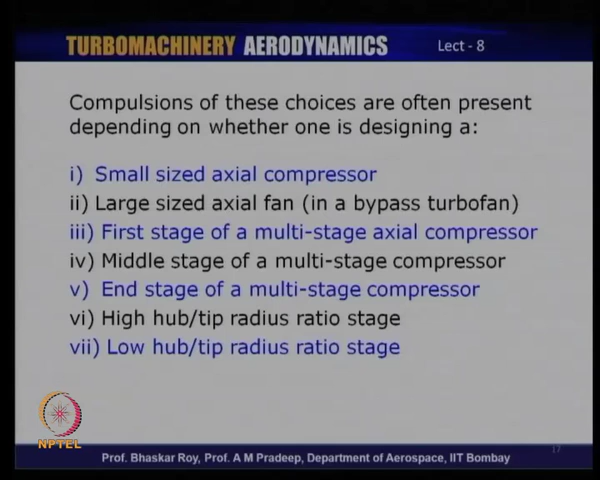 TURBOMACHINERY AERODYNAMICS Lect - 8
Compulsions of these choices are often present
depending on whether one is designing a:
i) Small sized axial compressor
ii) Large sized axial fan (in a bypass turbofan)
iii) First stage of a multi-stage axial compressor
iv) Middle stage of a multi-stage compressor
v) End stage of a multi-stage compressor
vi) High hub/tip radius ratio stage
vii) Low hub/tip radius ratio stage
NPTEL
Prof. Bhaskar Roy, Prof. A M Pradeep, Department of Aerospace, IIT Bombay
17